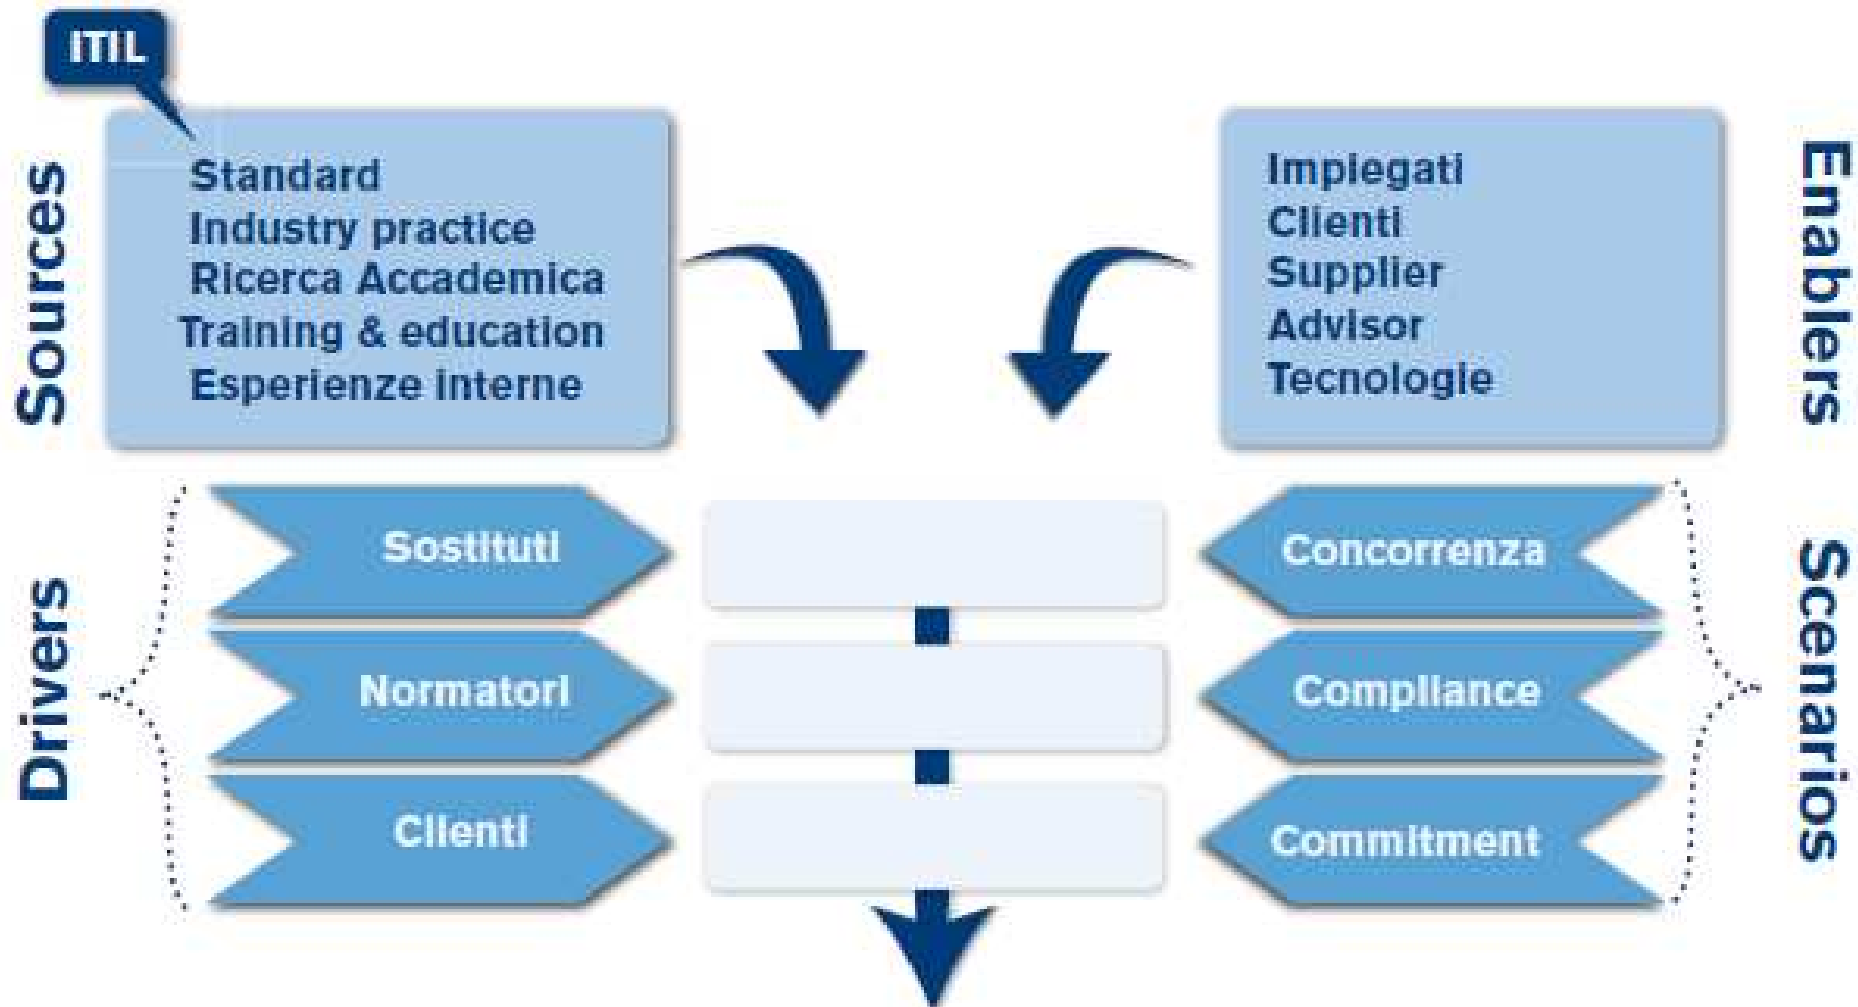 ITIL
Sources
Standard
Industry practice
Ricerca Accademica
Training & education
Esperienze interne
Impiegati
Clienti
Supplier
Advisor
Tecnologie
Enablers
Drivers
Sostituti
Normatori
Clienti
Concorrenza
Compliance
Commitment
Scenarios